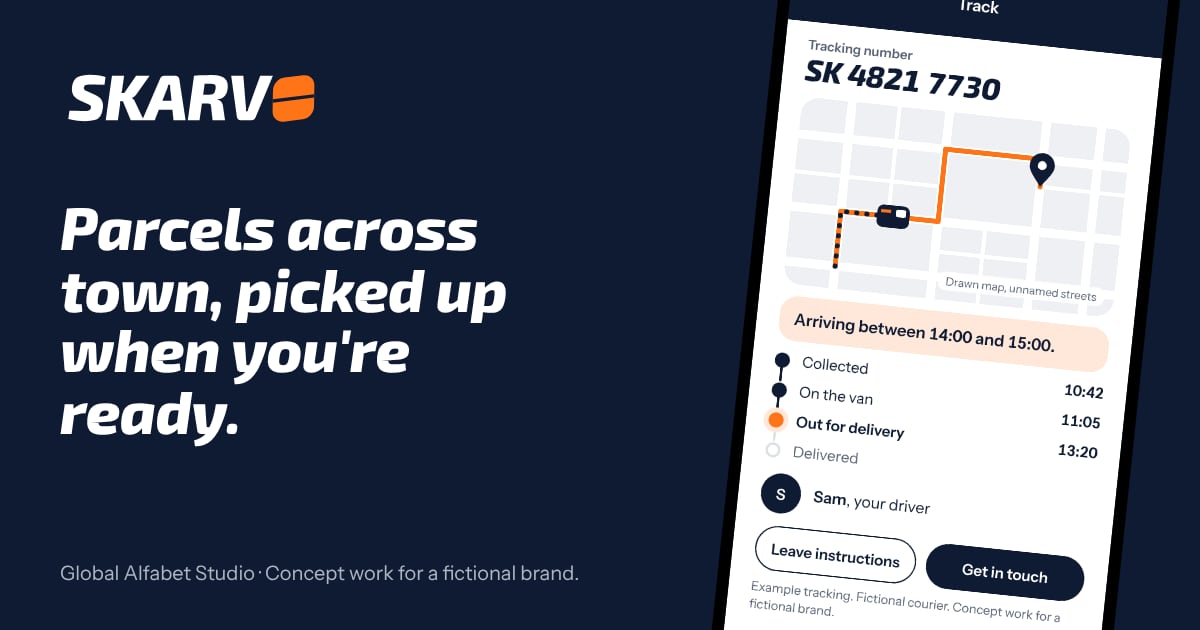 SKARVO
Parcels across
town, picked up
when you're
ready.
Global Alfabet Studio · Concept work for a fictional brand.
Track
Tracking number
SK 4821 7730
Drawn map, unnamed streets
Arriving between 14:00 and 15:00.
Collected 10:42
On the van 11:05
Out for delivery 13:20
Delivered
S Sam, your driver
Leave instructions Get in touch
Example tracking. Fictional courier. Concept work for a
fictional brand.